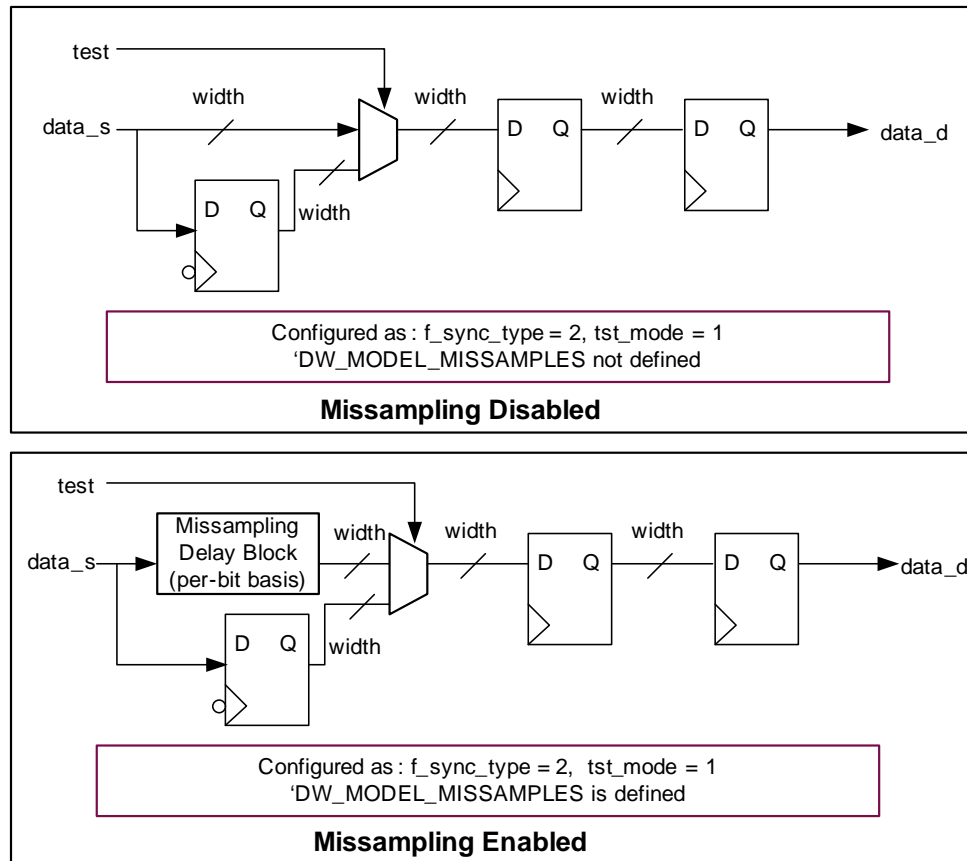 test
width
width
width
data_s
D Q
D Q
data_d
width
D Q
Configured as: f_sync_type = 2, tst_mode = 1
‘DW_MODEL_MISSAMPLES not defined
Missampling Disabled
test
Missampling
Delay Block
(per-bit basis)
width
width
width
data_s
D Q
D Q
data_d
width
D Q
Configured as: f_sync_type = 2, tst_mode = 1
‘DW_MODEL_MISSAMPLES is defined
Missampling Enabled